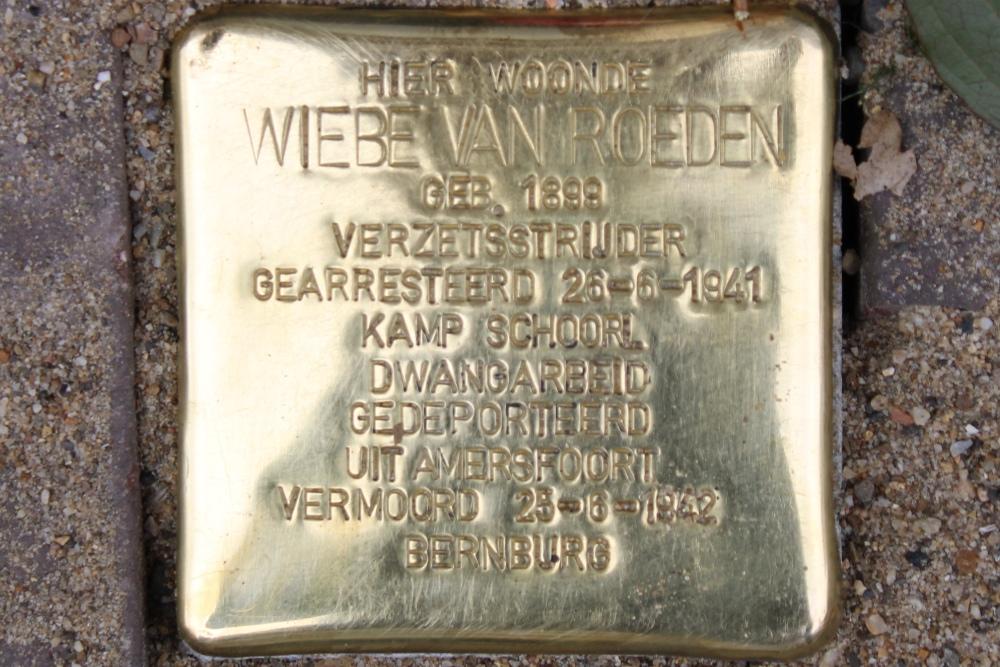 HIER WOONDE
WIEBE VAN ROEDEN
GEB. 1899
VERZETSSTRIJDER
GEARRESTEERD 26-6-1941
KAMP SCHOORL
DWANGARBEID
GEDEPORTEERD
UIT AMERSFOORT
VERMOORD 25-6-1942
BERNBURG